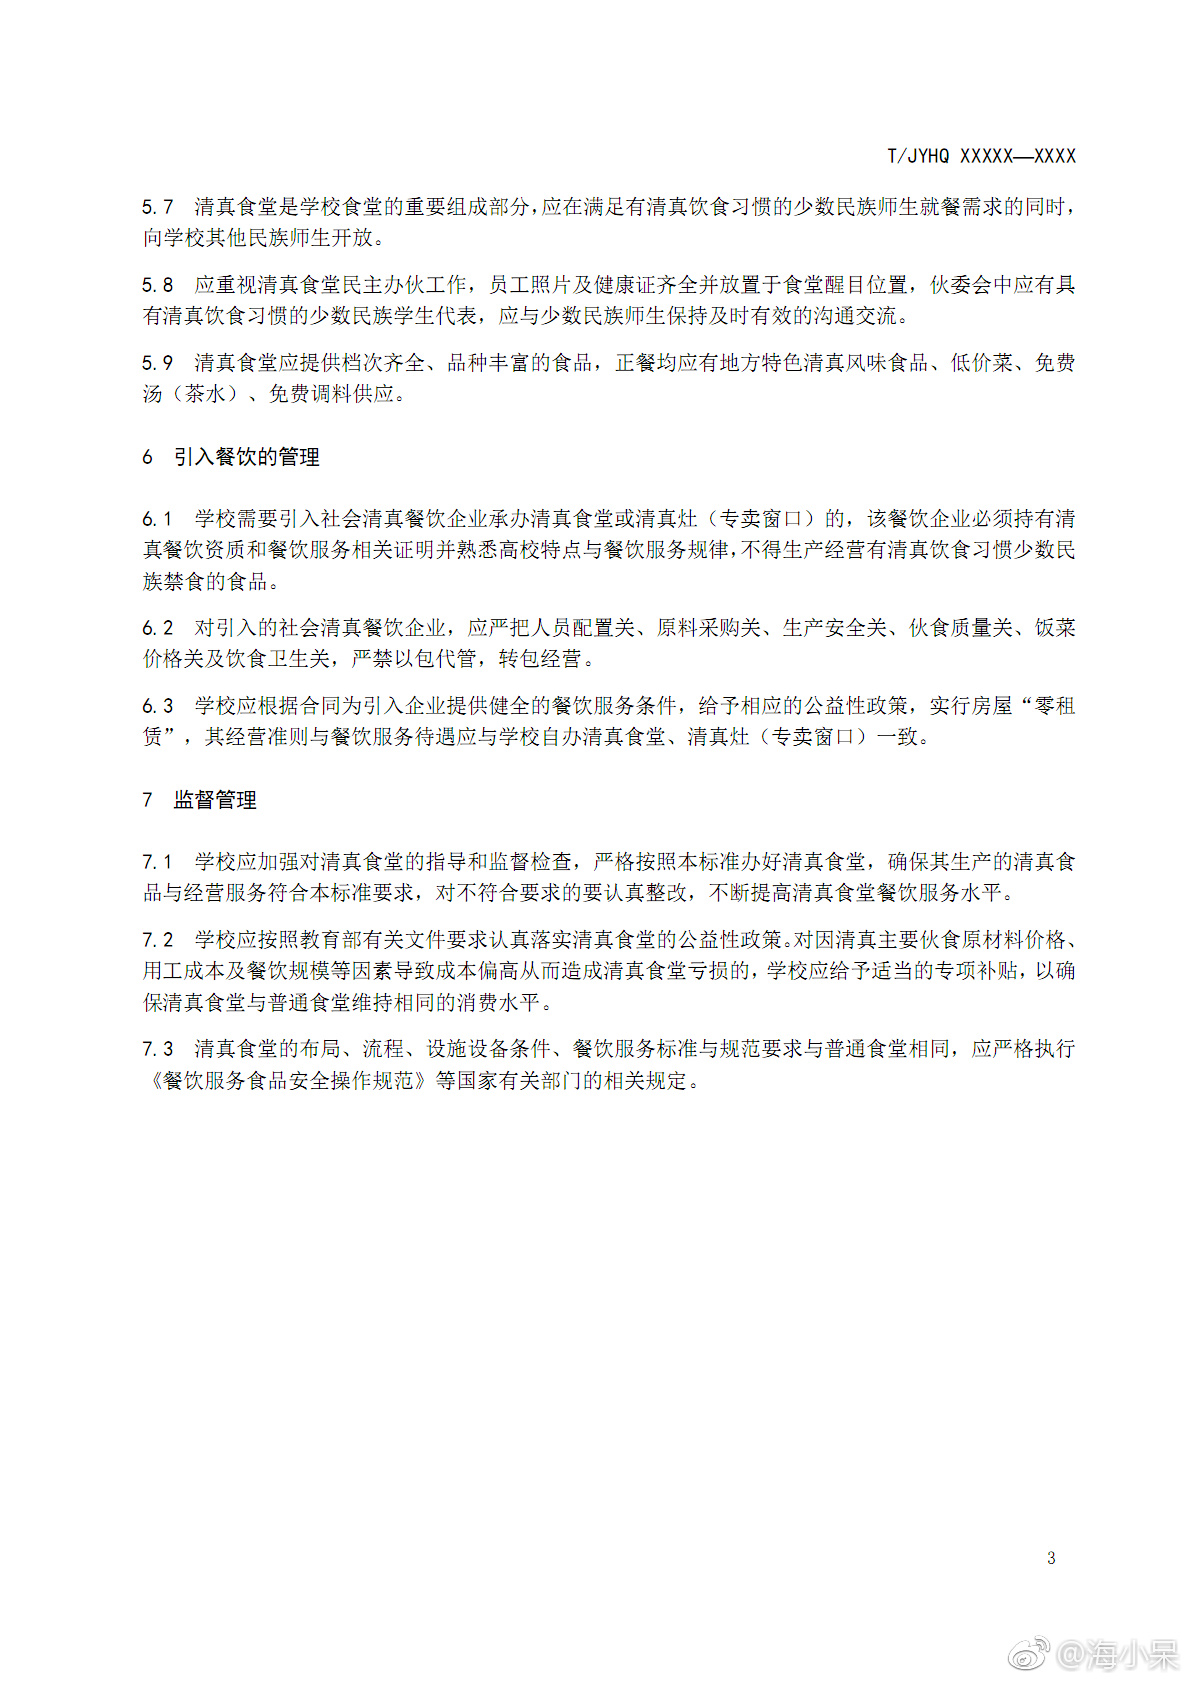 T/JYHQ XXXXX—XXXX
5.7 清真食堂是学校食堂的重要组成部分，应在满足有清真饮食习惯的少数民族师生就餐需求的同时，
向学校其他民族师生开放。
5.8 应重视清真食堂民主办伙工作，员工照片及健康证齐全并放置于食堂醒目位置，伙委会中应有具
有清真饮食习惯的少数民族学生代表，应与少数民族师生保持及时有效的沟通交流。
5.9 清真食堂应提供档次齐全、品种丰富的食品，正餐均应有地方特色清真风味食品、低价菜、免费
汤（茶水）、免费调料供应。
6 引入餐饮的管理
6.1 学校需要引入社会清真餐饮企业承办清真食堂或清真灶（专卖窗口）的，该餐饮企业必须持有清
真餐饮资质和餐饮服务相关证明并熟悉高校特点与餐饮服务规律，不得生产经营有清真饮食习惯少数民
族禁食的食品。
6.2 对引入的社会清真餐饮企业，应严把人员配置关、原料采购关、生产安全关、伙食质量关、饭菜
价格关及饮食卫生关，严禁以包代管，转包经营。
6.3 学校应根据合同为引入企业提供健全的餐饮服务条件，给予相应的公益性政策，实行房屋“零租
赁”，其经营准则与餐饮服务待遇应与学校自办清真食堂、清真灶（专卖窗口）一致。
7 监督管理
7.1 学校应加强对清真食堂的指导和监督检查，严格按照本标准办好清真食堂，确保其生产的清真食
品与经营服务符合本标准要求，对不符合要求的要认真整改，不断提高清真食堂餐饮服务水平。
7.2 学校应按照教育部有关文件要求认真落实清真食堂的公益性政策。对因清真主要伙食原材料价格、
用工成本及餐饮规模等因素导致成本偏高从而造成清真食堂亏损的，学校应给予适当的专项补贴，以确
保清真食堂与普通食堂维持相同的消费水平。
7.3 清真食堂的布局、流程、设施设备条件、餐饮服务标准与规范要求与普通食堂相同，应严格执行
《餐饮服务食品安全操作规范》等国家有关部门的相关规定。
3
@海小呆